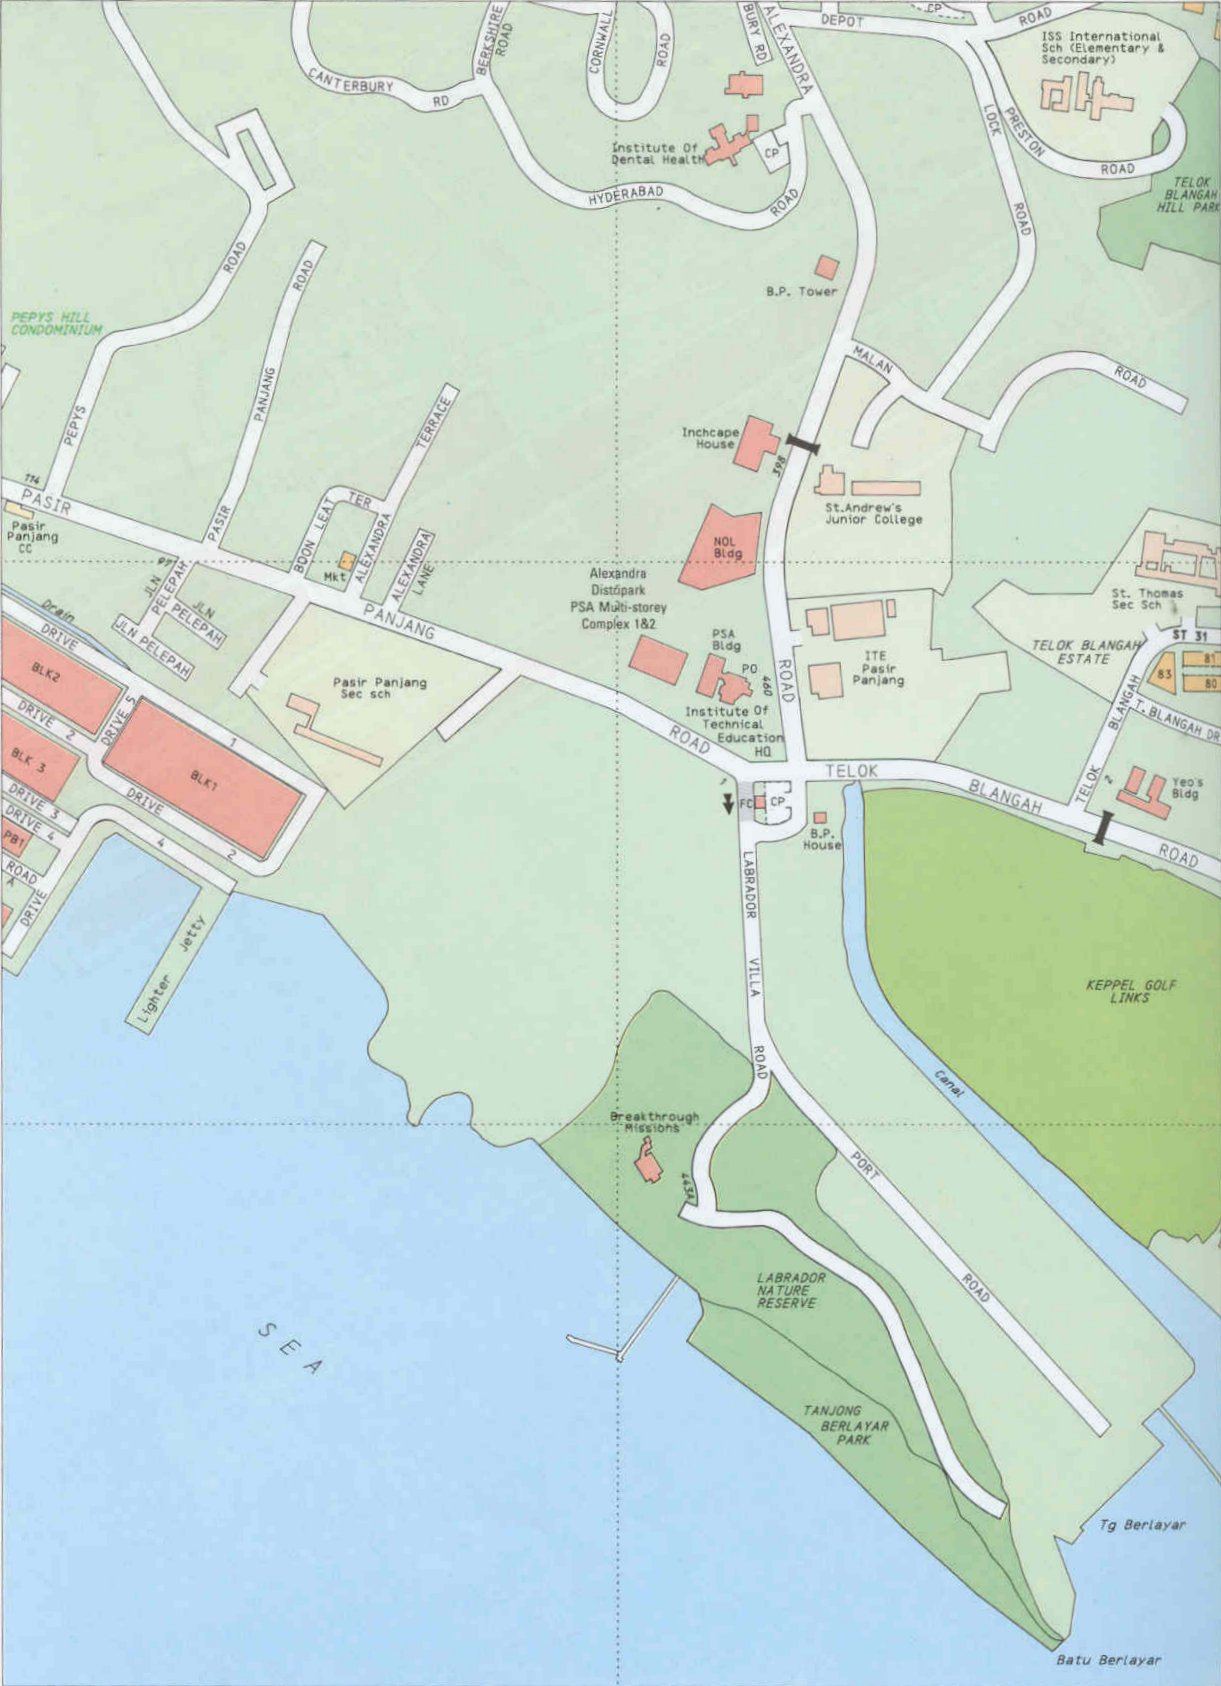 CP
DEPOT
ROAD
BURY RD
ALEXANDRA
BERKSHIRE
ROAD
CORNWALL
ROAD
ISS International
Sch (Elementary &
Secondary)
CANTERBURY
RD
LOCK
PRESTON
ROAD
Institute Of
Dental Health
CP
HYDERABAD
ROAD
TELOK
BLANGAH
HILL PARK
ROAD
ROAD
ROAD
B.P. Tower
PEPYS HILL
CONDOMINIUM
MALAN
ROAD
PEPYS
PANJANG
TERRACE
Inchcape
House
398
114
PASIR
Pasir
Panjang
CC
PASIR
BOON LEAT
TER
ALEXANDRA
ALEXANDRA
LANE
St.Andrew's
Junior College
NOL
Bldg
97
JLN
PELEPAH
JLN
PELEPAH
JLN PELEPAH
Mkt
PANJANG
Alexandra
Distopark
PSA Multi-storey
Complex 1&2
St. Thomas
Sec Sch
ST 31
TELOK BLANGAH
ESTATE
81
83
80
Drain
DRIVE
BLK2
DRIVE 2
DRIVE 5
1
Pasir Panjang
Sec sch
PSA
Bldg
PO
460
ROAD
ITE
Pasir
Panjang
Institute Of
Technical
Education
HQ
ROAD
BLANGAH
T. BLANGAH DR
TELOK
2
Yeo's
Bldg
BLK 3
BLK1
DRIVE
2
DRIVE 3
DRIVE 4
4
PB1
ROAD
A
DRIVE
TELOK
BLANGAH
ROAD
1
FC
CP
B.P.
House
LABRADOR
VILLA
ROAD
Lighter Jetty
KEPPEL GOLF
LINKS
Canal
Breakthrough
Missions
443A
PORT
ROAD
LABRADOR
NATURE
RESERVE
SEA
TANJONG
BERLAYAR
PARK
Tg Berlayar
Batu Berlayar